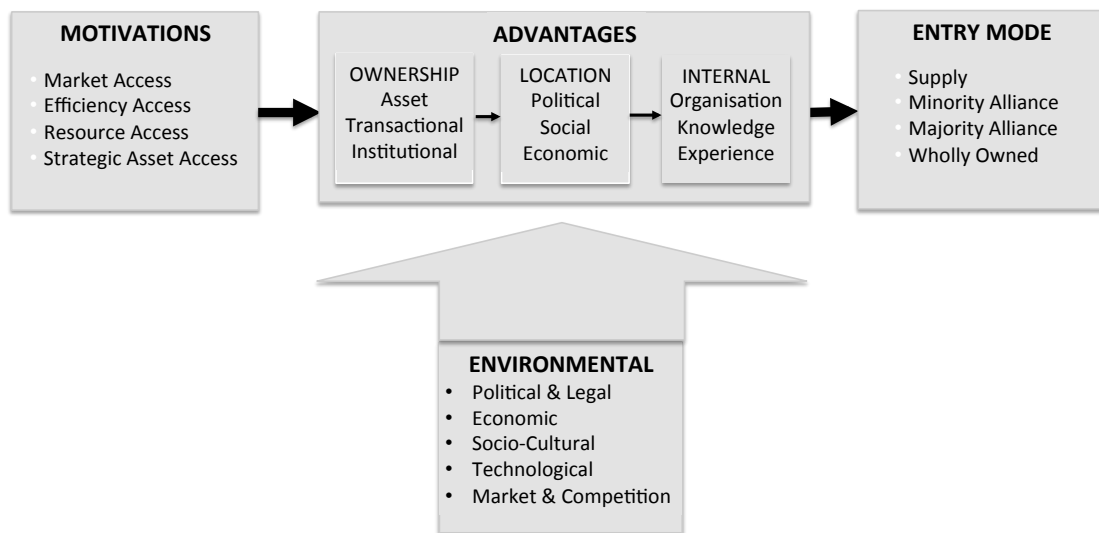 MOTIVATIONS
Market Access
Efficiency Access
Resource Access
Strategic Asset Access
ADVANTAGES
OWNERSHIP
Asset
Transactional
Institutional
LOCATION
Political
Social
Economic
INTERNAL
Organisation
Knowledge
Experience
ENTRY MODE
Supply
Minority Alliance
Majority Alliance
Wholly Owned
ENVIRONMENTAL
• Political & Legal
• Economic
• Socio-Cultural
• Technological
• Market & Competition